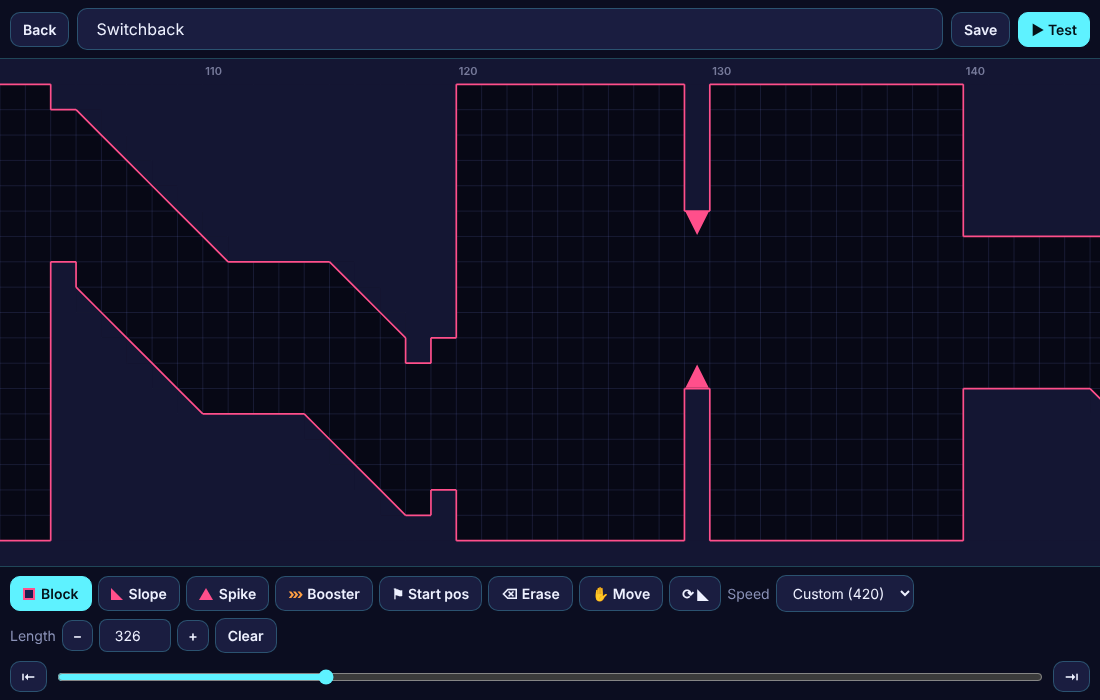 Back Switchback Save ▶ Test
110 120 130 140
Block Slope Spike Booster Start pos Erase Move Speed Custom (420)
Length − 326 + Clear